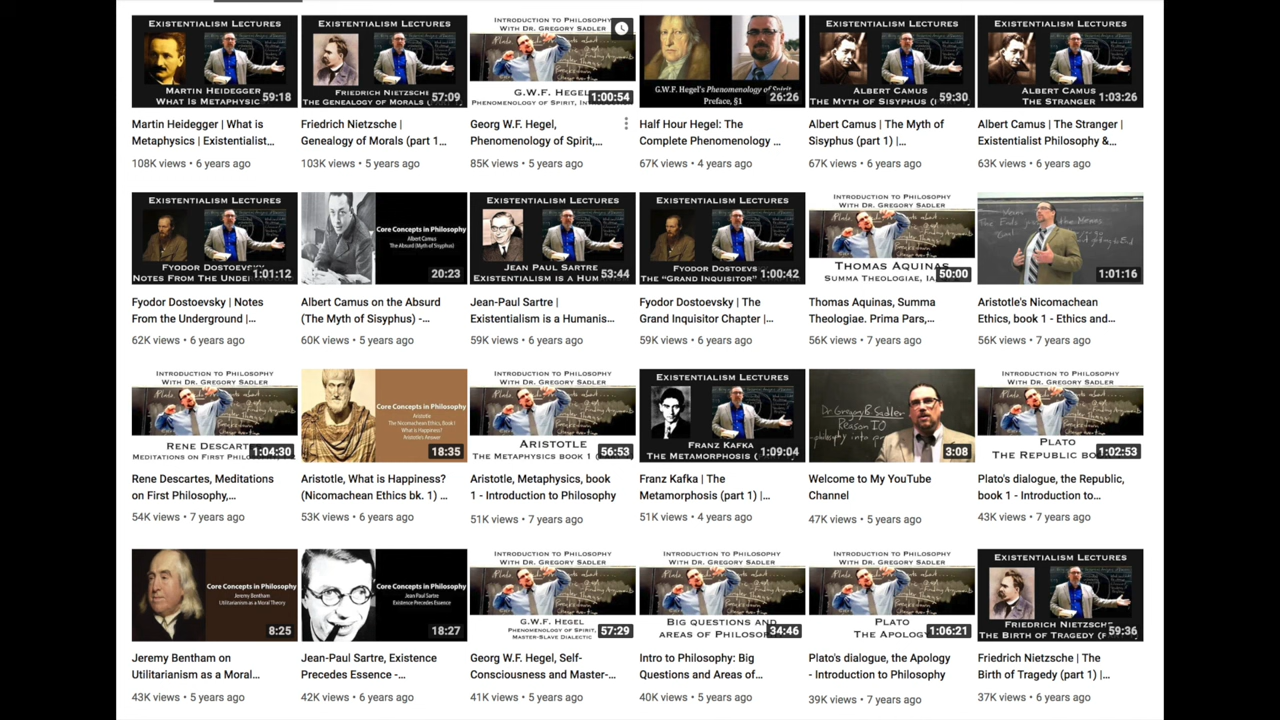 EXISTENTIALISM LECTURES
MARTIN HEIDEGGER
WHAT IS METAPHYSIC
59:18
Martin Heidegger | What is
Metaphysics | Existentialist...
108K views • 6 years ago
EXISTENTIALISM LECTURES
FRIEDRICH NIETZSCHE
THE GENEALOGY OF MORALS (
57:09
Friedrich Nietzsche |
Genealogy of Morals (part 1...
103K views • 5 years ago
INTRODUCTION TO PHILOSOPHY
WITH DR. GREGORY SADLER
G.W.F. HEGEL
PHENOMENOLOGY OF SPIRIT,
1:00:54
Georg W.F. Hegel,
Phenomenology of Spirit,...
85K views • 5 years ago
G.W.F. HEGEL's Phenomenology of Spirit
Preface, §1
26:26
Half Hour Hegel: The
Complete Phenomenology ...
67K views • 4 years ago
EXISTENTIALISM LECTURES
ALBERT CAMUS
THE MYTH OF SISYPHUS (
59:30
Albert Camus | The Myth of
Sisyphus (part 1) |...
67K views • 6 years ago
EXISTENTIALISM LECTURES
ALBERT CAMUS
THE STRANGER
1:03:26
Albert Camus | The Stranger |
Existentialist Philosophy &...
63K views • 6 years ago
EXISTENTIALISM LECTURES
FYODOR DOSTOEVSKY
NOTES FROM THE UNDE
1:01:12
Fyodor Dostoevsky | Notes
From the Underground |...
62K views • 6 years ago
Core Concepts in Philosophy
Albert Camus
The Absurd (Myth of Sisyphus)
20:23
Albert Camus on the Absurd
(The Myth of Sisyphus) -...
60K views • 5 years ago
EXISTENTIALISM LECTURES
JEAN PAUL SARTRE
EXISTENTIALISM IS A HUM
53:44
Jean-Paul Sartre |
Existentialism is a Humanis...
59K views • 6 years ago
EXISTENTIALISM LECTURES
FYODOR DOSTOEVS
THE "GRAND INQUISITOR"
1:00:42
Fyodor Dostoevsky | The
Grand Inquisitor Chapter |...
59K views • 6 years ago
INTRODUCTION TO PHILOSOPHY
WITH DR. GREGORY SADLER
THOMAS AQUINAS
SUMMA THEOLOGIAE, IA
50:00
Thomas Aquinas, Summa
Theologiae. Prima Pars,...
56K views • 7 years ago
1:01:16
Aristotle's Nicomachean
Ethics, book 1 - Ethics and...
56K views • 7 years ago
INTRODUCTION TO PHILOSOPHY
WITH DR. GREGORY SADLER
RENE DESCART
MEDITATIONS ON FIRST PHILO
1:04:30
Rene Descartes, Meditations
on First Philosophy,...
54K views • 7 years ago
Core Concepts in Philosophy
Aristotle
The Nicomachean Ethics, Book I
What is Happiness?
Aristotle's Answer
18:35
Aristotle, What is Happiness?
(Nicomachean Ethics bk. 1) ...
53K views • 6 years ago
INTRODUCTION TO PHILOSOPHY
WITH DR. GREGORY SADLER
ARISTOTLE
THE METAPHYSICS BOOK 1 (
56:53
Aristotle, Metaphysics, book
1 - Introduction to Philosophy
51K views • 7 years ago
EXISTENTIALISM LECTURES
FRANZ KAFKA
THE METAMORPHOSIS (
1:09:04
Franz Kafka | The
Metamorphosis (part 1) |...
51K views • 4 years ago
Dr Gregory B Sadler
Reason IO
philosophy into
3:08
Welcome to My YouTube
Channel
47K views • 5 years ago
INTRODUCTION TO PHILOSOPHY
WITH DR. GREGORY SADLER
PLATO
THE REPUBLIC BO
1:02:53
Plato's dialogue, the Republic,
book 1 - Introduction to...
43K views • 7 years ago
Core Concepts in Philosophy
Jeremy Bentham
Utilitarianism as a Moral Theory
8:25
Jeremy Bentham on
Utilitarianism as a Moral...
43K views • 5 years ago
Core Concepts in Philosophy
Jean Paul Sartre
Existence Precedes Essence
18:27
Jean-Paul Sartre, Existence
Precedes Essence -...
42K views • 6 years ago
INTRODUCTION TO PHILOSOPHY
WITH DR. GREGORY SADLER
G.W.F. HEGEL
PHENOMENOLOGY OF SPIRIT,
MASTER-SLAVE DIALECTIC
57:29
Georg W.F. Hegel, Self-
Consciousness and Master-...
41K views • 5 years ago
INTRODUCTION TO PHILOSOPHY
WITH DR. GREGORY SADLER
BIG QUESTIONS AND
AREAS OF PHILOSO
34:46
Intro to Philosophy: Big
Questions and Areas of...
40K views • 5 years ago
INTRODUCTION TO PHILOSOPHY
WITH DR. GREGORY SADLER
PLATO
THE APOLOGY
1:06:21
Plato's dialogue, the Apology
- Introduction to Philosophy
39K views • 7 years ago
EXISTENTIALISM LECTURES
FRIEDRICH NIETZSCHE
THE BIRTH OF TRAGEDY (
59:36
Friedrich Nietzsche | The
Birth of Tragedy (part 1) |...
37K views • 6 years ago